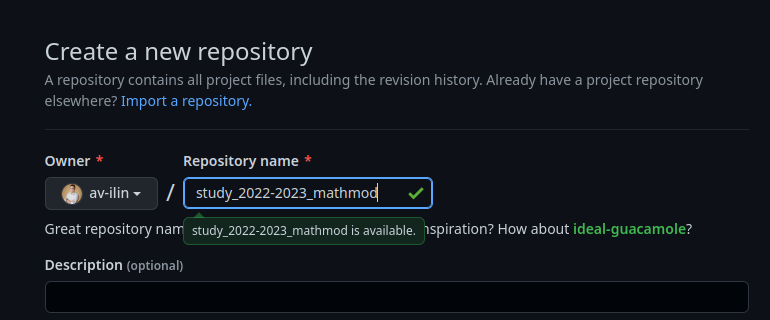 Create a new repository
A repository contains all project files, including the revision history. Already have a project repository
elsewhere? Import a repository.
Owner *
Repository name *
av-ilin
/
study_2022-2023_mathmod
Great repository nam
nspiration? How about ideal-guacamole?
study_2022-2023_mathmod is available.
Description (optional)